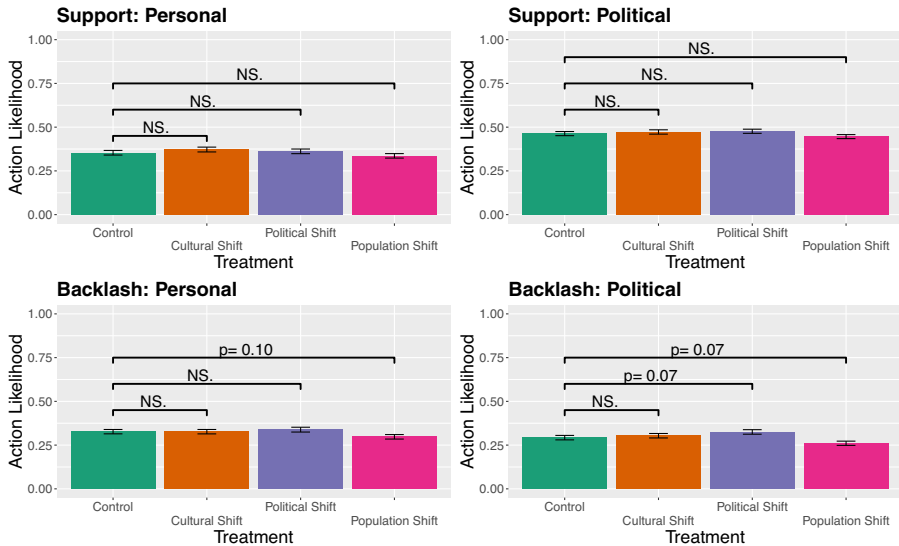 Support: Personal
Action Likelihood
1.00
0.75
0.50
0.25
0.00
NS.
NS.
NS.
Control
Cultural Shift
Political Shift
Population Shift
Treatment
Support: Political
Action Likelihood
1.00
0.75
0.50
0.25
0.00
NS.
NS.
NS.
Control
Cultural Shift
Political Shift
Population Shift
Treatment
Backlash: Personal
Action Likelihood
1.00
0.75
0.50
0.25
0.00
p= 0.10
NS.
NS.
Control
Cultural Shift
Political Shift
Population Shift
Treatment
Backlash: Political
Action Likelihood
1.00
0.75
0.50
0.25
0.00
p= 0.07
p= 0.07
NS.
Control
Cultural Shift
Political Shift
Population Shift
Treatment